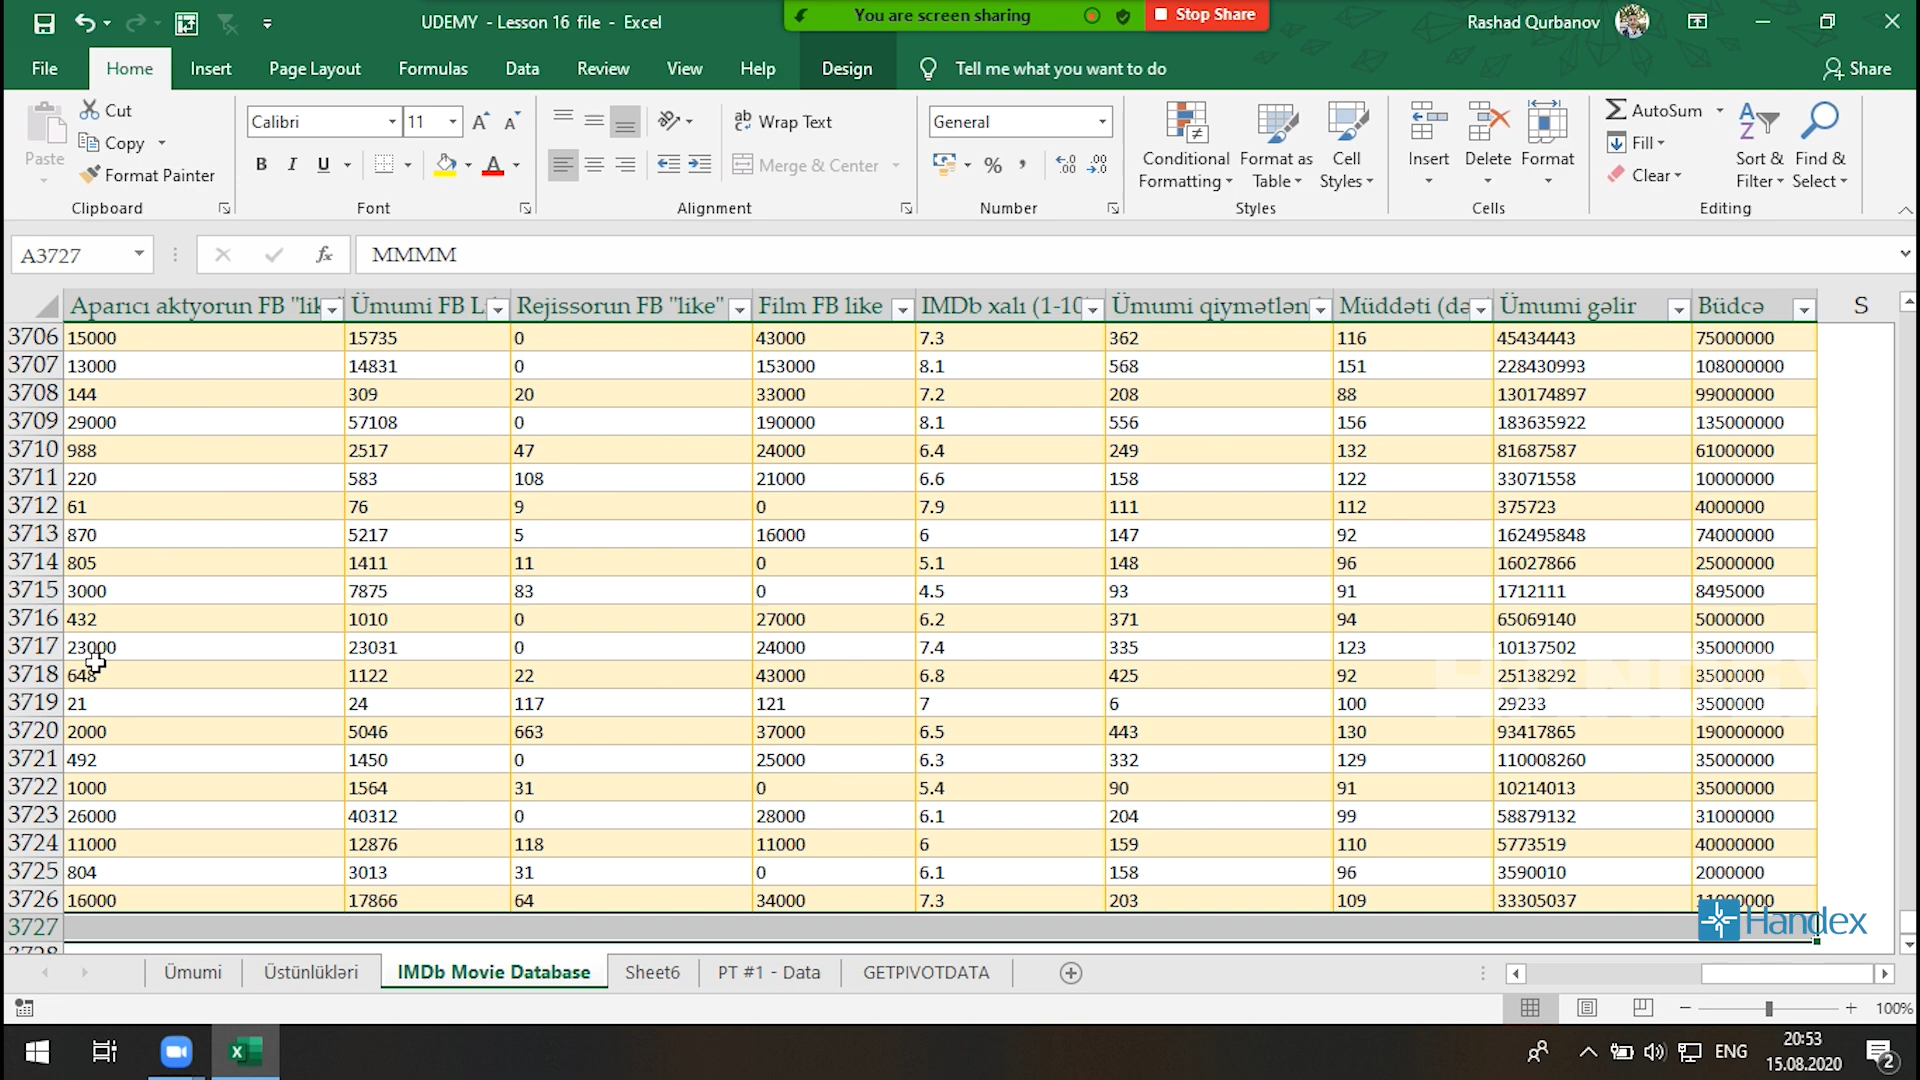 UDEMY - Lesson 16 file - Excel
You are screen sharing
Stop Share
Rashad Qurbanov
File Home Insert Page Layout Formulas Data Review View Help Design Tell me what you want to do Share
Paste
Cut
Copy
Format Painter
Clipboard
Calibri 11
B I U
Font
Wrap Text
Merge & Center
Alignment
General
Number
Conditional Formatting
Format as Table
Cell Styles
Styles
Insert Delete Format
Cells
AutoSum
Fill
Clear
Sort & Filter
Find & Select
Editing
A3727 fx MMMM
Aparıcı aktyorun FB "lik Ümumi FB L Rejissorun FB "like" Film FB like IMDb xalı (1-10 Ümumi qiymətlən Müddəti (də Ümumi gəlir Büdcə S
3706 15000 15735 0 43000 7.3 362 116 45434443 75000000
3707 13000 14831 0 153000 8.1 568 151 228430993 108000000
3708 144 309 20 33000 7.2 208 88 130174897 99000000
3709 29000 57108 0 190000 8.1 556 156 183635922 135000000
3710 988 2517 47 24000 6.4 249 132 81687587 61000000
3711 220 583 108 21000 6.6 158 122 33071558 10000000
3712 61 76 9 0 7.9 111 112 375723 4000000
3713 870 5217 5 16000 6 147 92 162495848 74000000
3714 805 1411 11 0 5.1 148 96 16027866 25000000
3715 3000 7875 83 0 4.5 93 91 1712111 8495000
3716 432 1010 0 27000 6.2 371 94 65069140 5000000
3717 23000 23031 0 24000 7.4 335 123 10137502 35000000
3718 648 1122 22 43000 6.8 425 92 25138292 3500000
3719 21 24 117 121 7 6 100 29233 3500000
3720 2000 5046 663 37000 6.5 443 130 93417865 190000000
3721 492 1450 0 25000 6.3 332 129 110008260 35000000
3722 1000 1564 31 0 5.4 90 91 10214013 35000000
3723 26000 40312 0 28000 6.1 204 99 58879132 31000000
3724 11000 12876 118 11000 6 159 110 5773519 40000000
3725 804 3013 31 0 6.1 158 96 3590010 2000000
3726 16000 17866 64 34000 7.3 203 109 33305037
3727
Handex
3728
Ümumi Üstünlükləri IMDb Movie Database Sheet6 PT #1 - Data GETPIVOTDATA
100%
ENG
20:53
15.08.2020
2